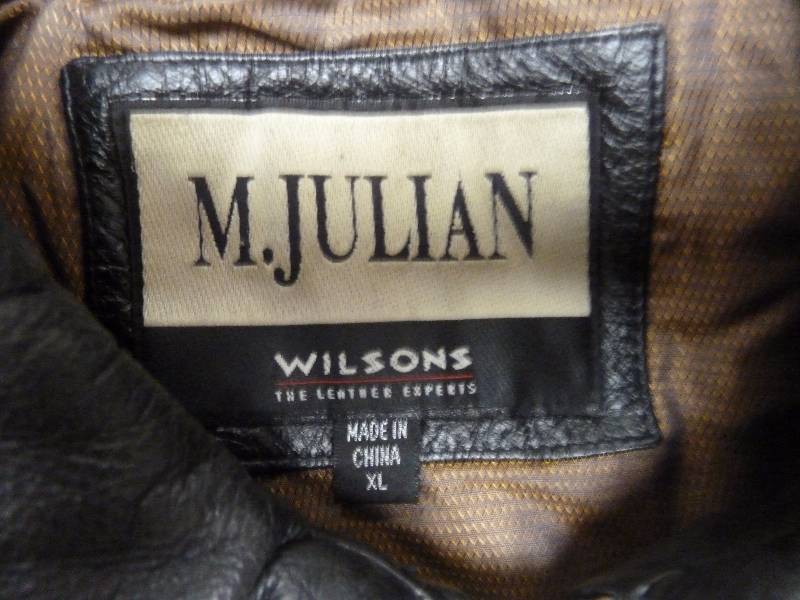 M.JULIAN
WILSONS
THE LEATHER EXPERTS
MADE IN
CHINA
XL